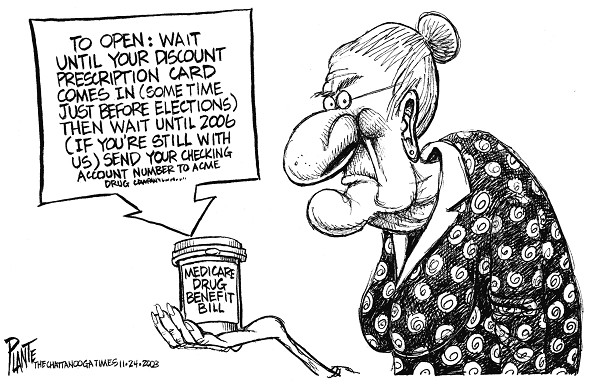 TO OPEN: WAIT
UNTIL YOUR DISCOUNT
PRESCRIPTION CARD
COMES IN (SOME TIME
JUST BEFORE ELECTIONS)
THEN WAIT UNTIL 2006
(IF YOU'RE STILL WITH
US) SEND YOUR CHECKING
ACCOUNT NUMBER TO ACME
DRUG
MEDICARE
DRUG
BENEFIT
BILL
PLANTE
THE CHATTANOOGA TIMES 11.24.2003